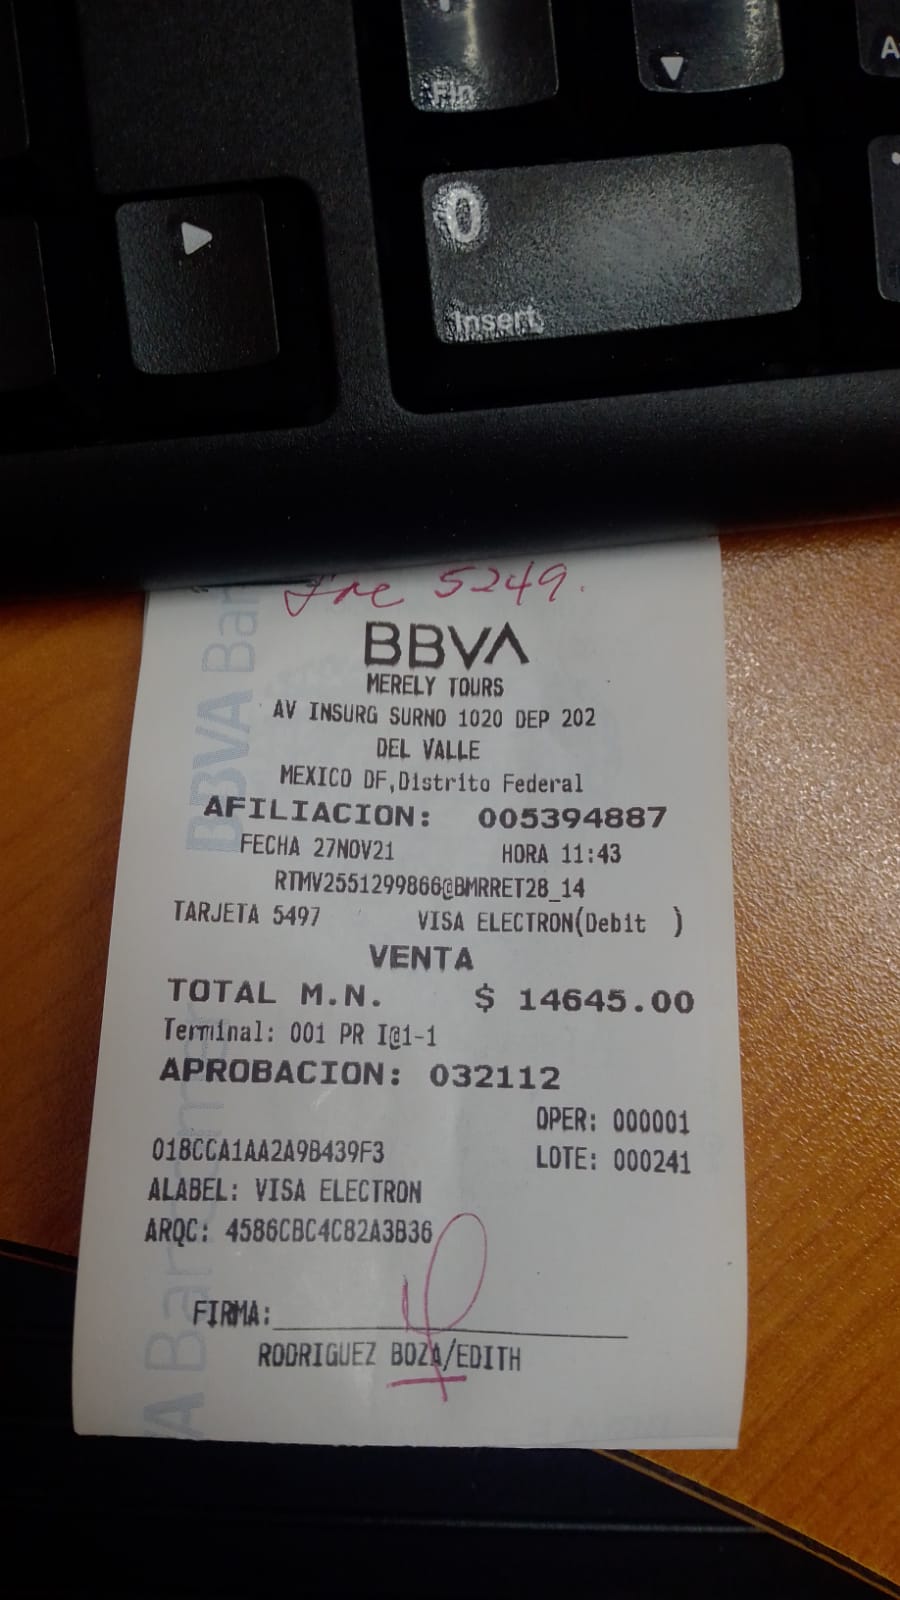 Fin
0
Insert
5249.
BBVA
MERELY TOURS
AV INSURG SURNO 1020 DEP 202
DEL VALLE
MEXICO DF,Distrito Federal
AFILIACION: 005394887
FECHA 27NOV21 HORA 11:43
RTMV2551299866@BMRRET28_14
TARJETA 5497 VISA ELECTRON(Debit )
VENTA
TOTAL M.N. $ 14645.00
Terminal: 001 PR I@1-1
APROBACION: 032112
OPER: 000001
018CCA1AA2A9B439F3 LOTE: 000241
ALABEL: VISA ELECTRON
ARQC: 4586CBC4C82A3B36
FIRMA:
RODRIGUEZ BOZA/EDITH
BBVA Ban